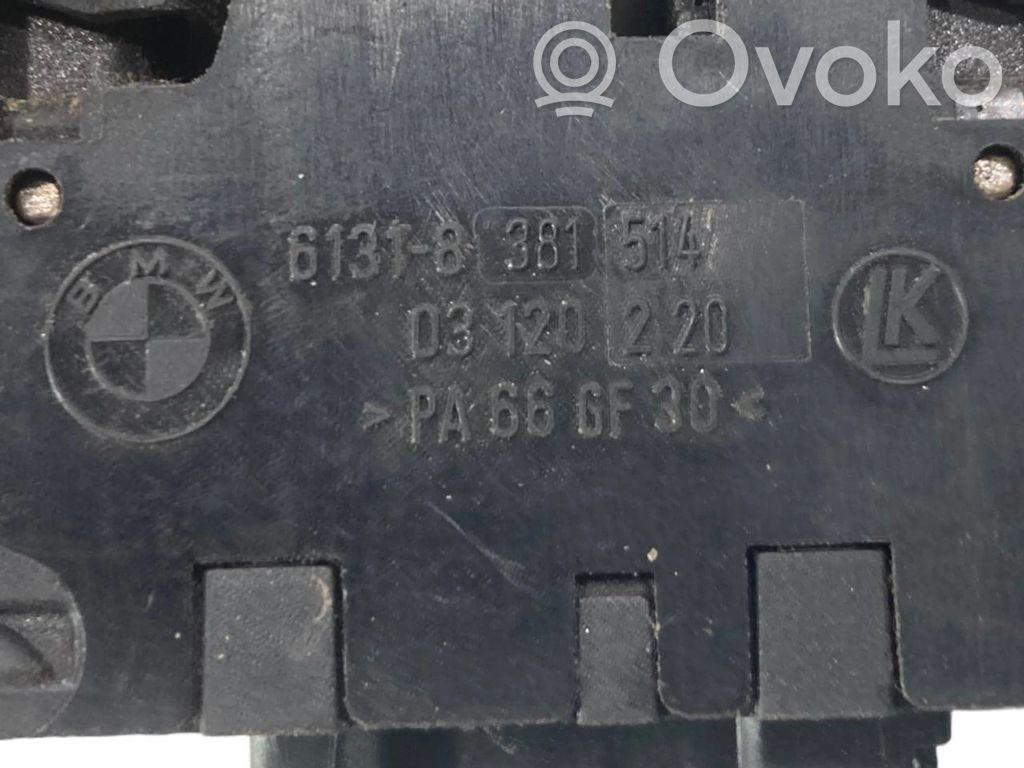 Ovoko
6131-8 381 514
BMW
LK
03 120 2 20
>PA 66 GF 30<